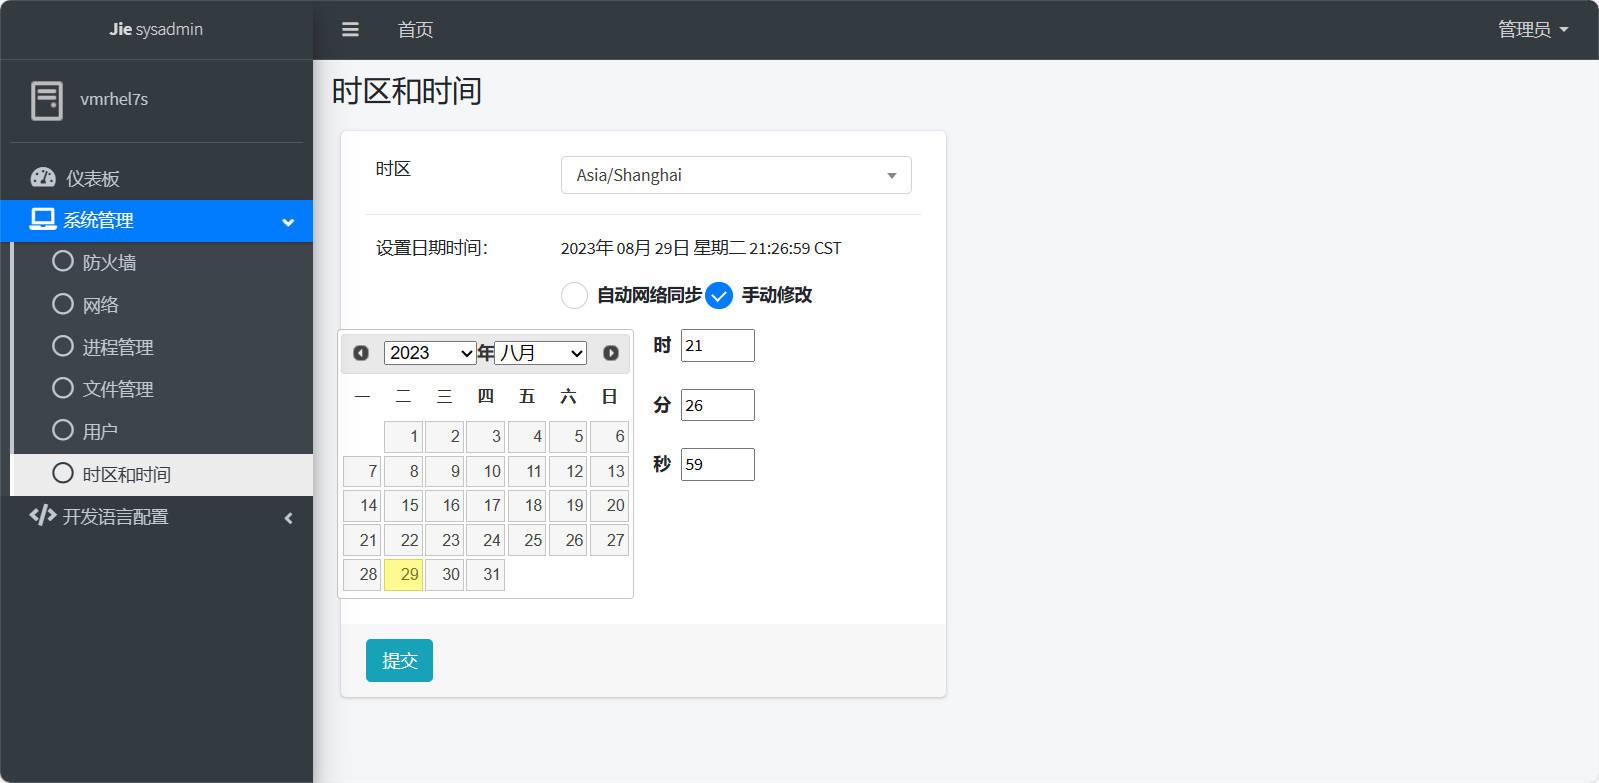 Jie sysadmin
首页
管理员
vmrhel7s
仪表板
系统管理
防火墙
网络
进程管理
文件管理
用户
时区和时间
开发语言配置
时区和时间
时区
Asia/Shanghai
设置日期时间：
2023年 08月 29日 星期二 21:26:59 CST
自动网络同步
手动修改
2023 年 八月
一 二 三 四 五 六 日
1 2 3 4 5 6
7 8 9 10 11 12 13
14 15 16 17 18 19 20
21 22 23 24 25 26 27
28 29 30 31
时 21
分 26
秒 59
提交